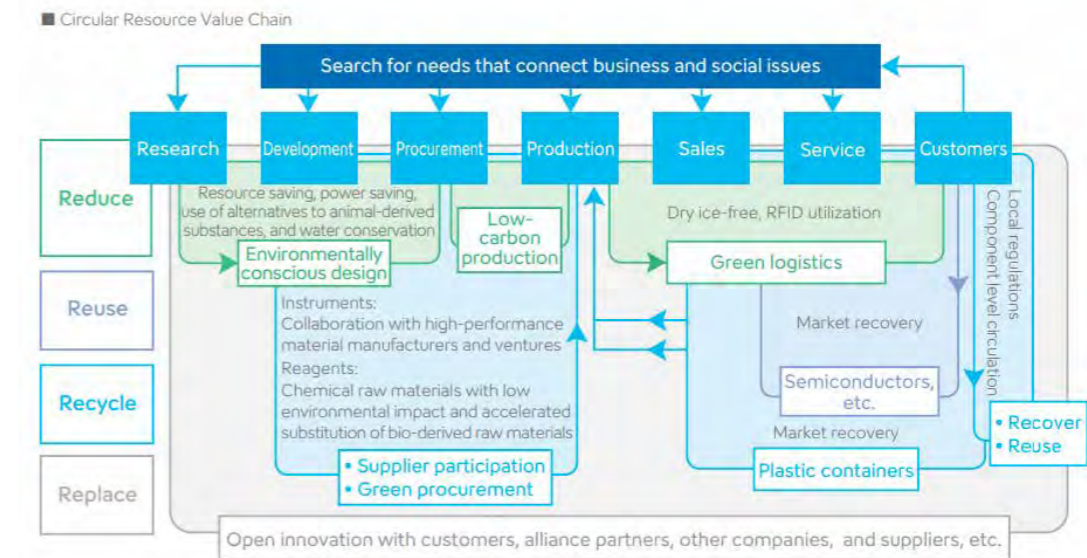 ■ Circular Resource Value Chain
Search for needs that connect business and social issues
Research
Development
Procurement
Production
Sales
Service
Customers
Reduce
Reuse
Recycle
Replace
Resource saving, power saving,
use of alternatives to animal-derived
substances, and water conservation
Environmentally
conscious design
Low-
carbon
production
Dry ice-free, RFID utilization
Green logistics
Instruments:
Collaboration with high-performance
material manufacturers and ventures
Reagents:
Chemical raw materials with low
environmental impact and accelerated
substitution of bio-derived raw materials
• Supplier participation
• Green procurement
Market recovery
Semiconductors,
etc.
Market recovery
Plastic containers
Local regulations
Component level circulation
• Recover
• Reuse
Open innovation with customers, alliance partners, other companies, and suppliers, etc.